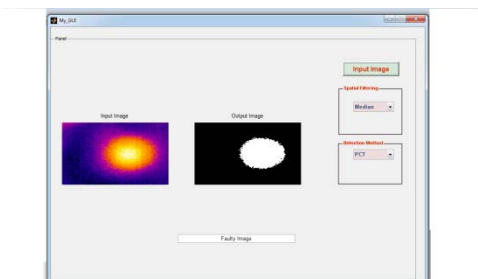 My_GUI
Panel
Input Image
Spatial Filtering
Median
Input Image
Output Image
Detection Method
PCT
Faulty Image